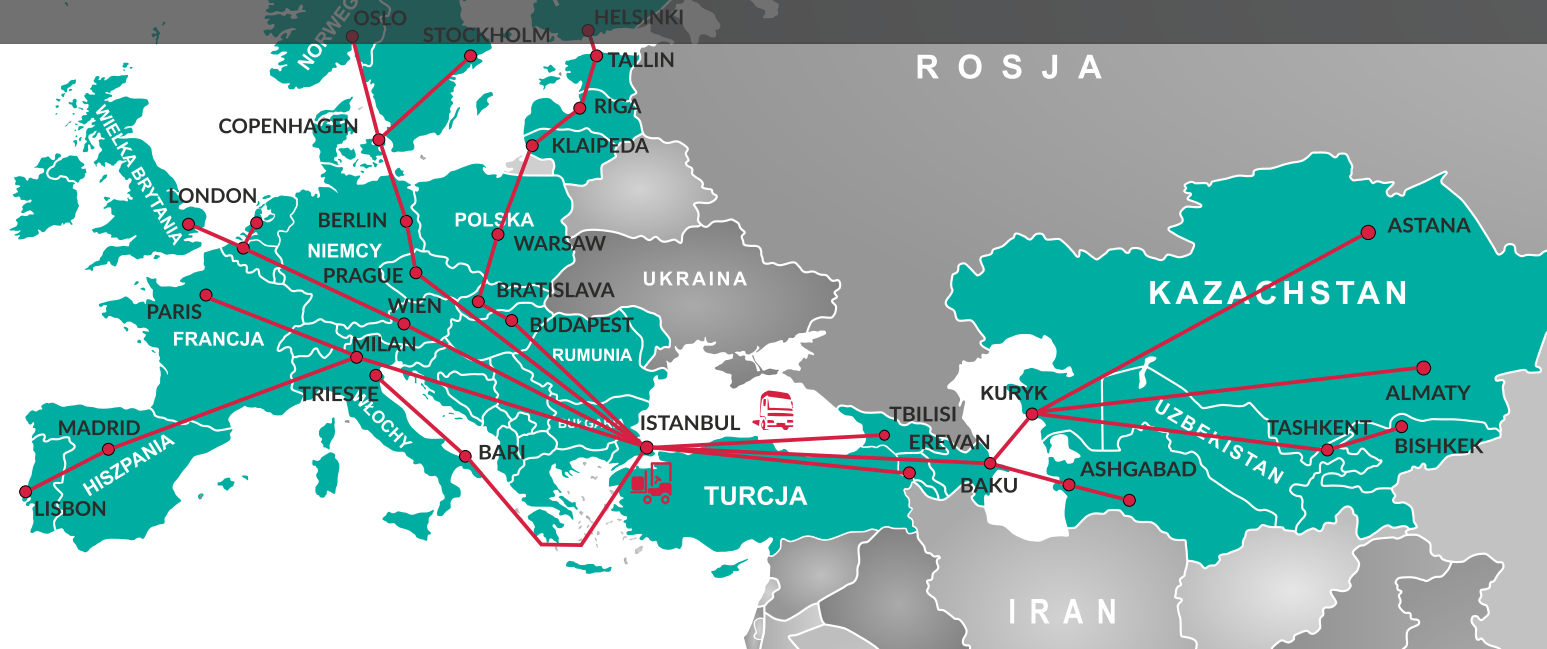 OSLO
HELSINKI
NORWEG
STOCKHOLM
TALLIN
ROSJA
RIGA
COPENHAGEN
KLAIPEDA
WIELKA BRYTANIA
LONDON
BERLIN
POLSKA
ASTANA
WARSAW
NIEMCY
PRAGUE
UKRAINA
BRATISLAVA
KAZACHSTAN
WIEN
PARIS
BUDAPEST
FRANCJA
MILAN
RUMUNIA
TRIESTE
KURYK
ALMATY
WŁOCHY
TBILISI
UZBEKISTAN
MADRID
BUŁGARIA
ISTANBUL
TASHKENT
EREVAN
BISHKEK
HISZPANIA
BARI
ASHGABAD
BAKU
TURCJA
LISBON
IRAN